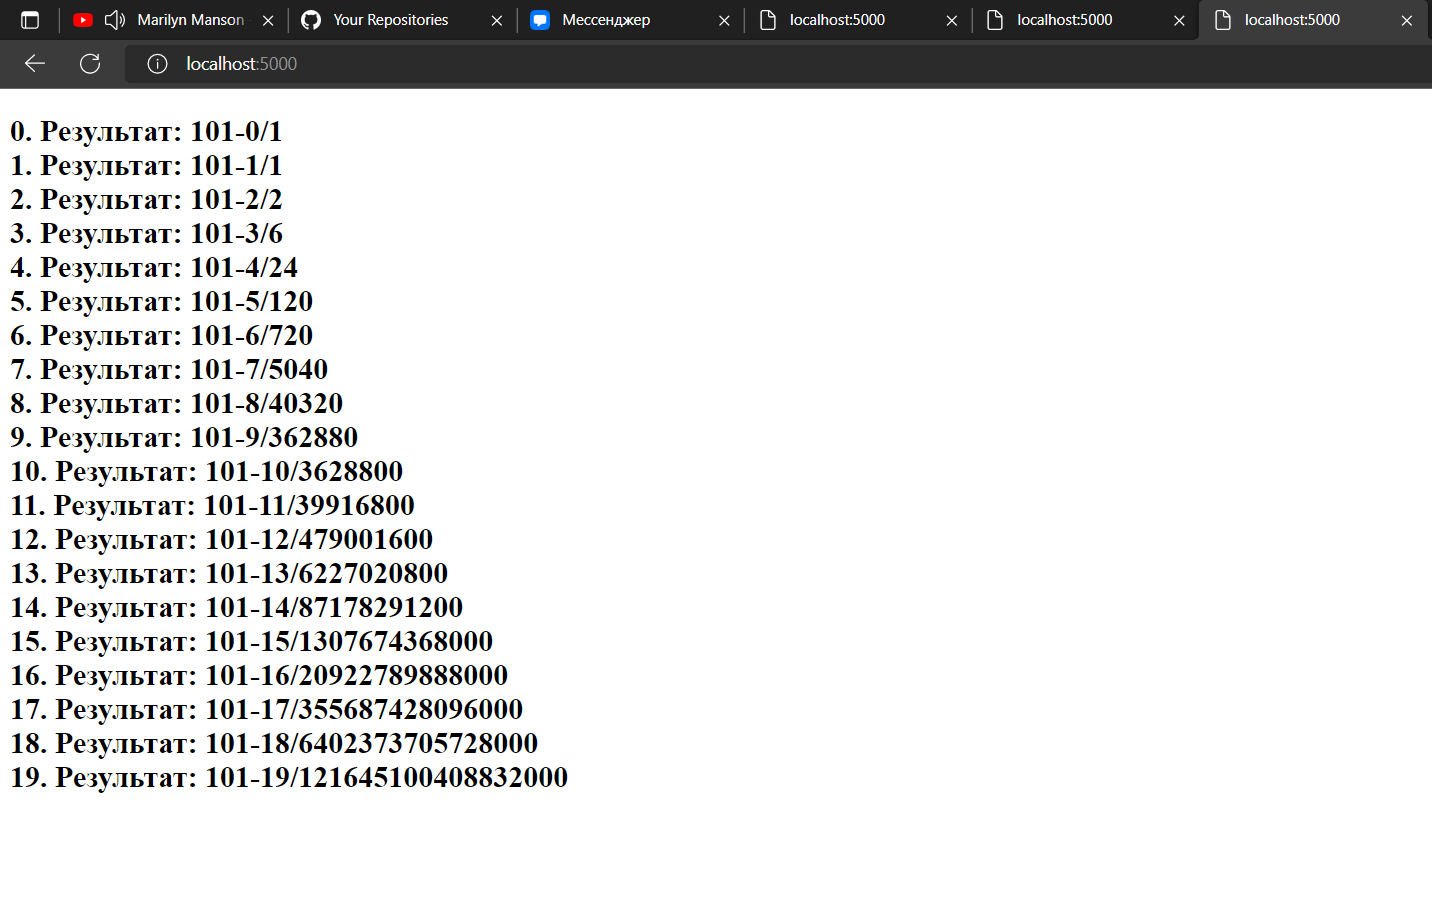 Marilyn Manson
Your Repositories
Мессенджер
localhost:5000
localhost:5000
localhost:5000
localhost:5000
0. Результат: 101-0/1
1. Результат: 101-1/1
2. Результат: 101-2/2
3. Результат: 101-3/6
4. Результат: 101-4/24
5. Результат: 101-5/120
6. Результат: 101-6/720
7. Результат: 101-7/5040
8. Результат: 101-8/40320
9. Результат: 101-9/362880
10. Результат: 101-10/3628800
11. Результат: 101-11/39916800
12. Результат: 101-12/479001600
13. Результат: 101-13/6227020800
14. Результат: 101-14/87178291200
15. Результат: 101-15/1307674368000
16. Результат: 101-16/20922789888000
17. Результат: 101-17/355687428096000
18. Результат: 101-18/6402373705728000
19. Результат: 101-19/121645100408832000